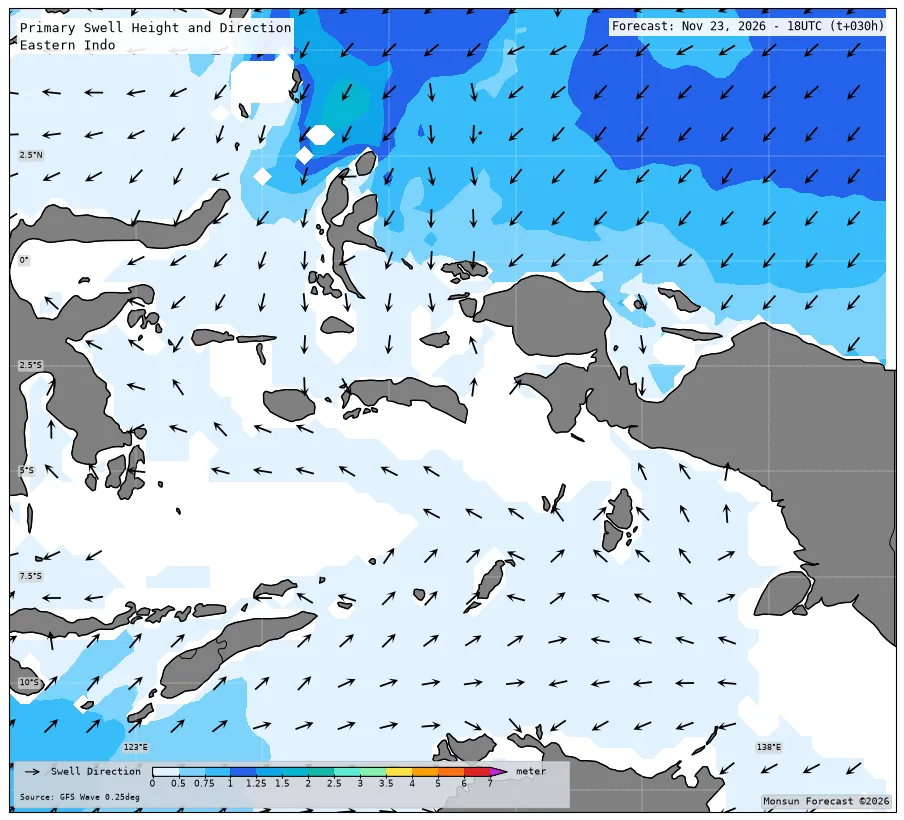 Primary Swell Height and Direction
Eastern Indo
Forecast: Nov 23, 2026 - 18UTC (t+030h)
2.5°N
0°
2.5°S
5°S
7.5°S
10°S
123°E
138°E
Swell Direction
0 0.5 0.75 1 1.25 1.5 2 2.5 3 3.5 4 5 6 7
meter
Source: GFS Wave 0.25deg
Monsun Forecast ©2026